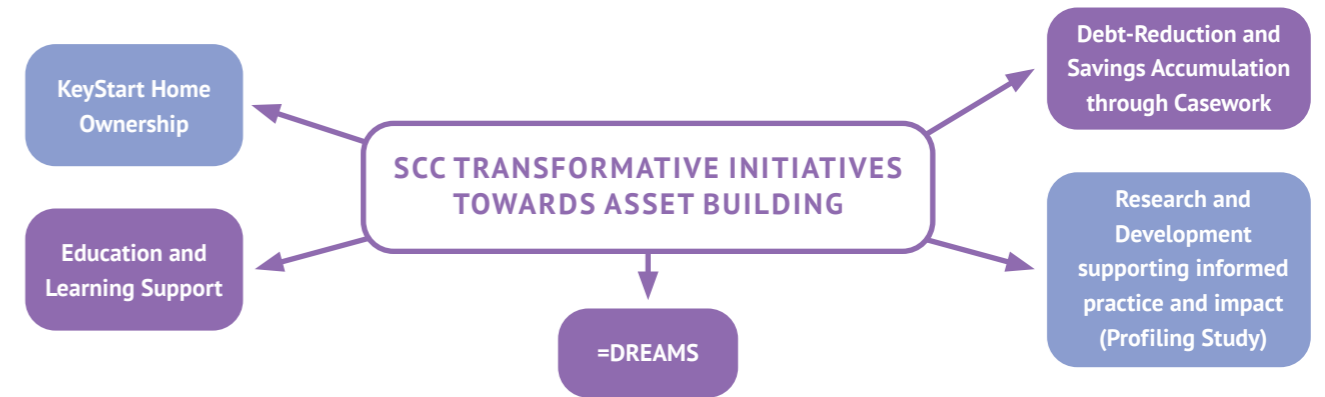 KeyStart Home
Ownership
Education and
Learning Support
SCC TRANSFORMATIVE INITIATIVES
TOWARDS ASSET BUILDING
=DREAMS
Debt-Reduction and
Savings Accumulation
through Casework
Research and
Development
supporting informed
practice and impact
(Profiling Study)